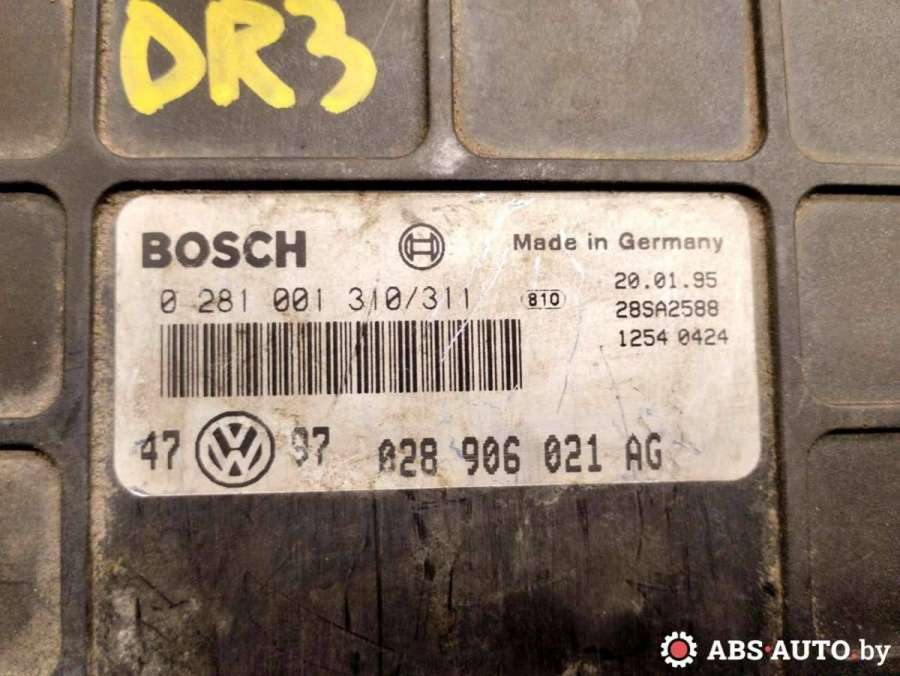 DR3
BOSCH
Made in Germany
0 281 001 310/311
810
20.01.95
28SA2588
1254 0424
47 97 028 906 021 AG
ABS-AUTO.by